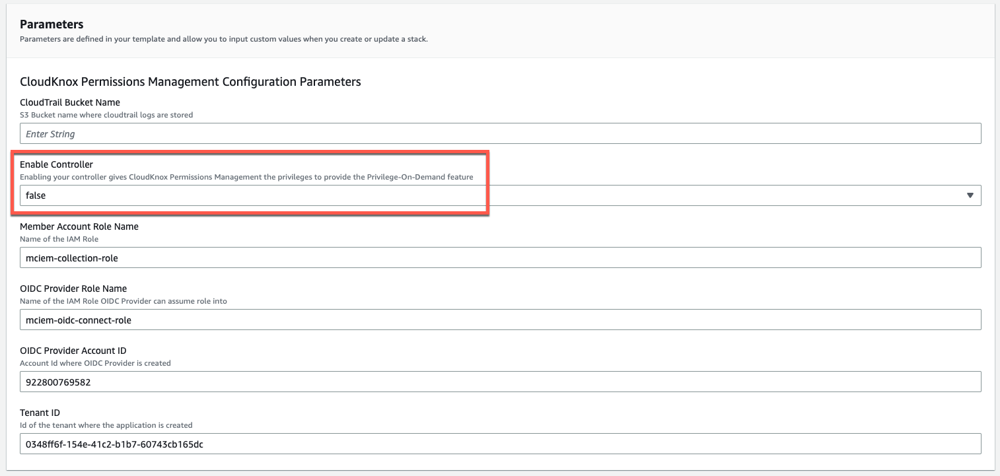 Parameters
Parameters are defined in your template and allow you to input custom values when you create or update a stack.
CloudKnox Permissions Management Configuration Parameters
CloudTrail Bucket Name
S3 Bucket name where cloudtrail logs are stored
Enter String
Enable Controller
Enabling your controller gives CloudKnox Permissions Management the privileges to provide the Privilege-On-Demand feature
false
Member Account Role Name
Name of the IAM Role
mciem-collection-role
OIDC Provider Role Name
Name of the IAM Role OIDC Provider can assume role into
mciem-oidc-connect-role
OIDC Provider Account ID
Account Id where OIDC Provider is created
922800769582
Tenant ID
Id of the tenant where the application is created
0348ff6f-154e-41c2-b1b7-60743cb165dc